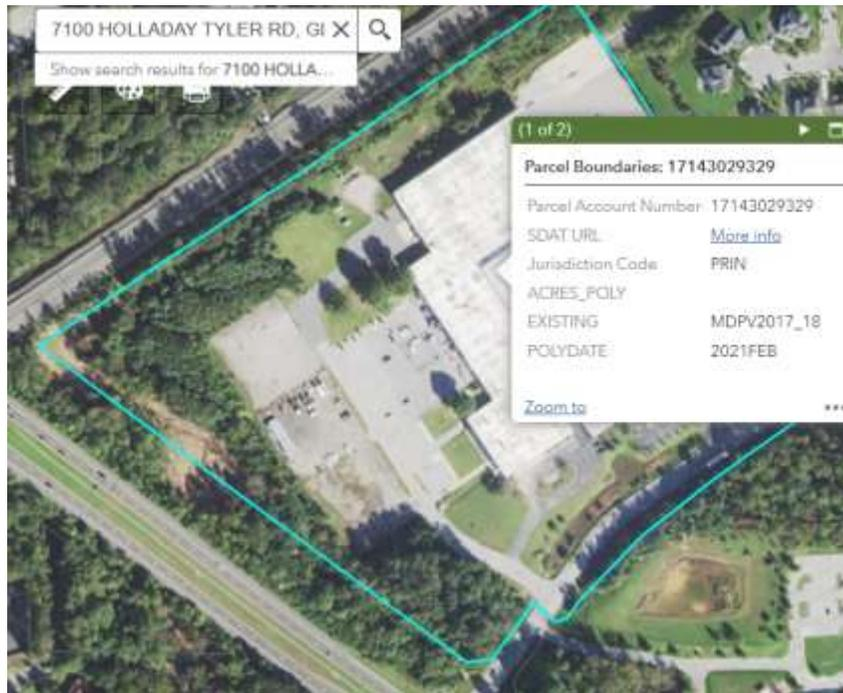 7100 HOLLADAY TYLER RD, GL
Show search results for 7100 HOLLA...
(1 of 2)
Parcel Boundaries: 17143029329
Parcel Account Number 17143029329
SDAT URL More info
Jurisdiction Code PRIN
ACRES_POLY
EXISTING MDPV2017_18
POLYDATE 2021FEB
Zoom to